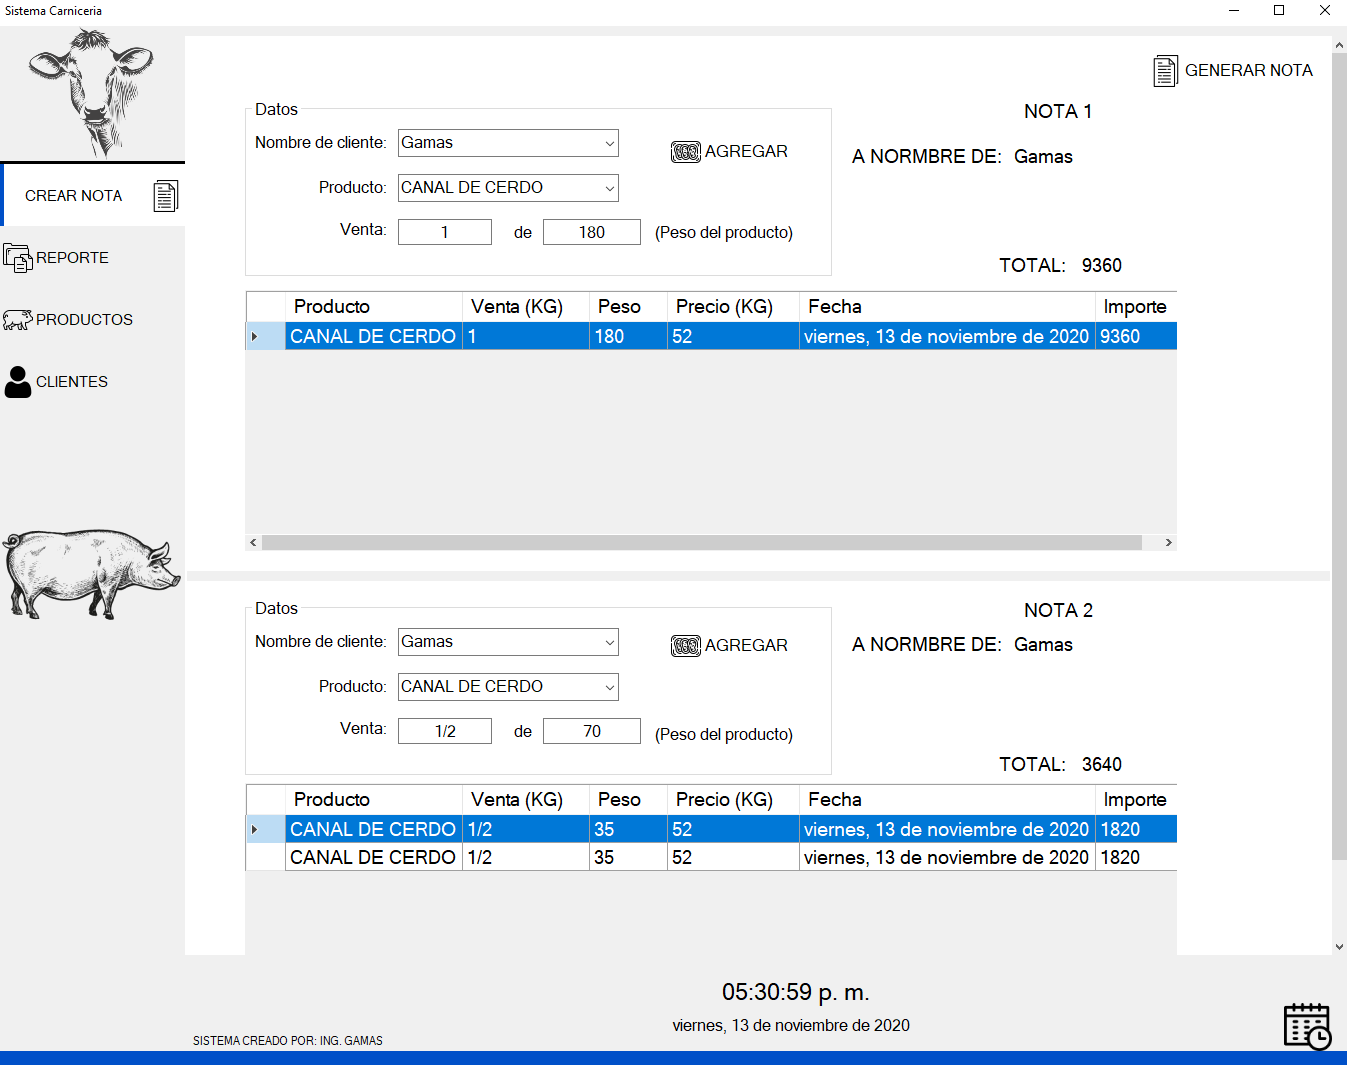 Sistema Carniceria
GENERAR NOTA
CREAR NOTA
REPORTE
PRODUCTOS
CLIENTES
Datos
Nombre de cliente: Gamas
AGREGAR
Producto: CANAL DE CERDO
Venta: 1 de 180 (Peso del producto)
NOTA 1
A NORMBRE DE: Gamas
TOTAL: 9360
Producto Venta (KG) Peso Precio (KG) Fecha Importe
CANAL DE CERDO 1 180 52 viernes, 13 de noviembre de 2020 9360
Datos
Nombre de cliente: Gamas
AGREGAR
Producto: CANAL DE CERDO
Venta: 1/2 de 70 (Peso del producto)
NOTA 2
A NORMBRE DE: Gamas
TOTAL: 3640
Producto Venta (KG) Peso Precio (KG) Fecha Importe
CANAL DE CERDO 1/2 35 52 viernes, 13 de noviembre de 2020 1820
CANAL DE CERDO 1/2 35 52 viernes, 13 de noviembre de 2020 1820
05:30:59 p. m.
viernes, 13 de noviembre de 2020
SISTEMA CREADO POR: ING. GAMAS